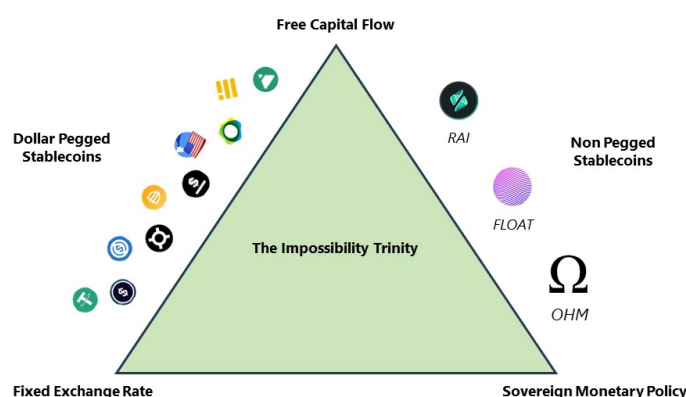 Free Capital Flow
Dollar Pegged
Stablecoins
RAI
Non Pegged
Stablecoins
FLOAT
The Impossibility Trinity
Ω
OHM
Fixed Exchange Rate
Sovereign Monetary Policy